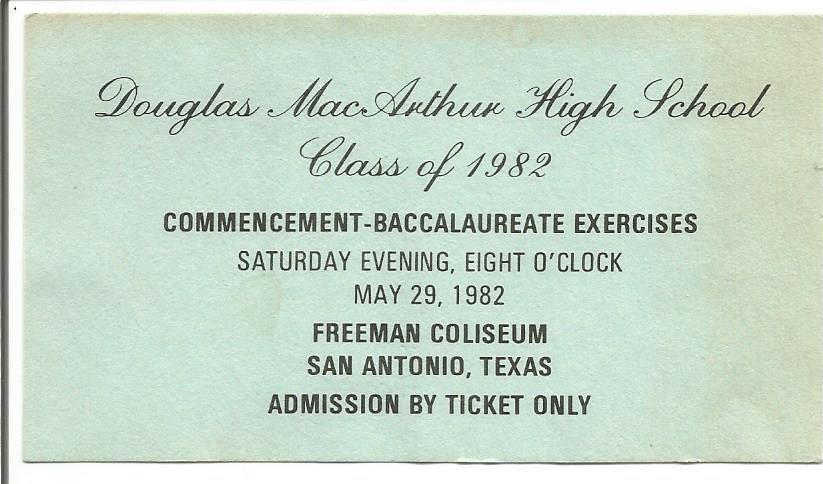 Douglas MacArthur High School
Class of 1982
COMMENCEMENT-BACCALAUREATE EXERCISES
SATURDAY EVENING, EIGHT O'CLOCK
MAY 29, 1982
FREEMAN COLISEUM
SAN ANTONIO, TEXAS
ADMISSION BY TICKET ONLY